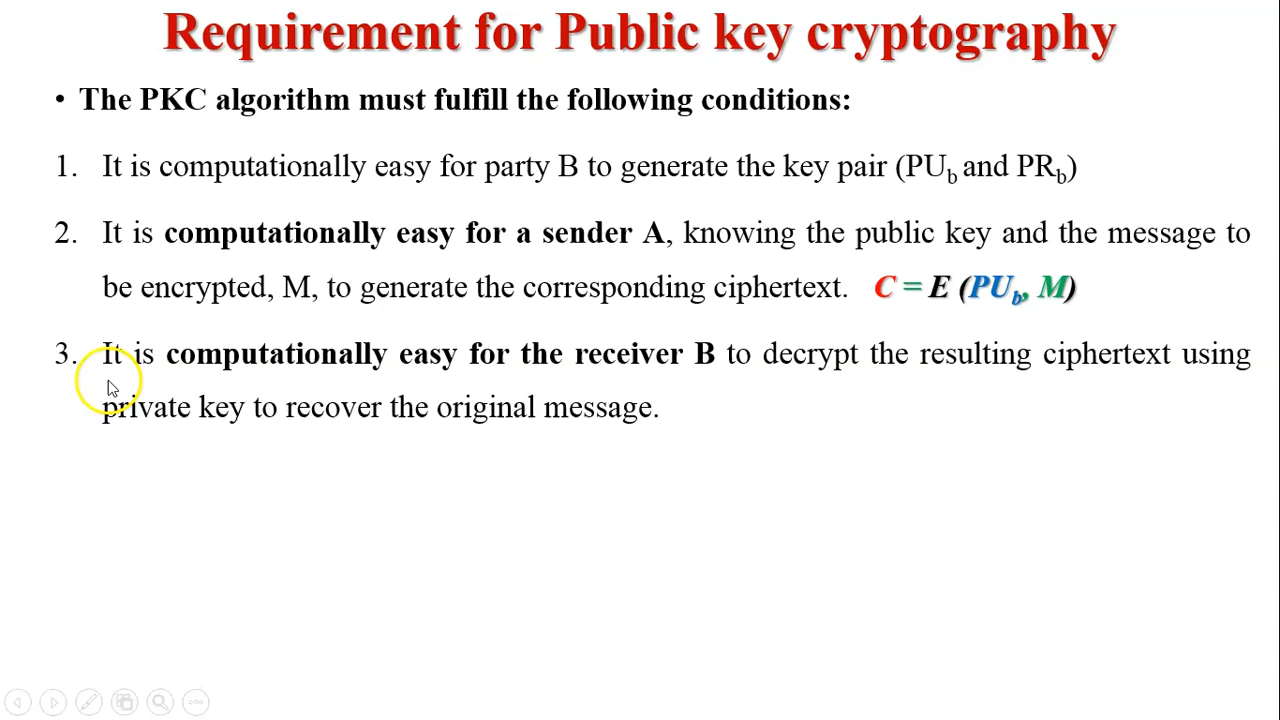 Requirement for Public key cryptography
• The PKC algorithm must fulfill the following conditions:
1. It is computationally easy for party B to generate the key pair (PUb and PRb)
2. It is computationally easy for a sender A, knowing the public key and the message to
be encrypted, M, to generate the corresponding ciphertext. C = E (PUb, M)
3. It is computationally easy for the receiver B to decrypt the resulting ciphertext using
private key to recover the original message.